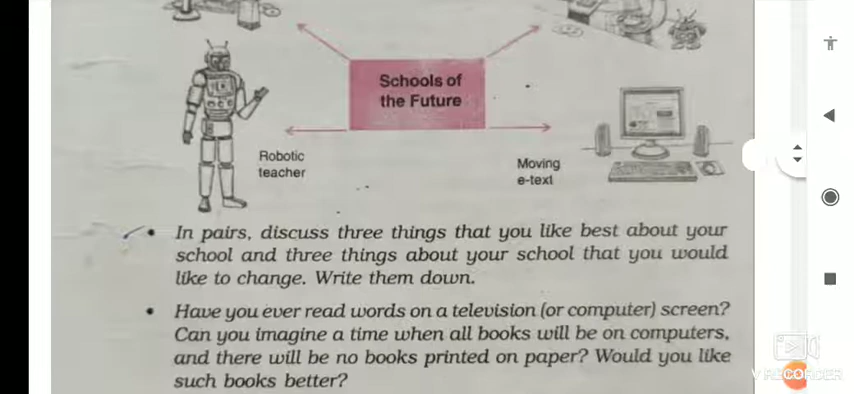 Schools of
the Future
Robotic
teacher
Moving
e-text
• In pairs, discuss three things that you like best about your
school and three things about your school that you would
like to change. Write them down.
• Have you ever read words on a television (or computer) screen?
Can you imagine a time when all books will be on computers,
and there will be no books printed on paper? Would you like
such books better?
V RECORDER